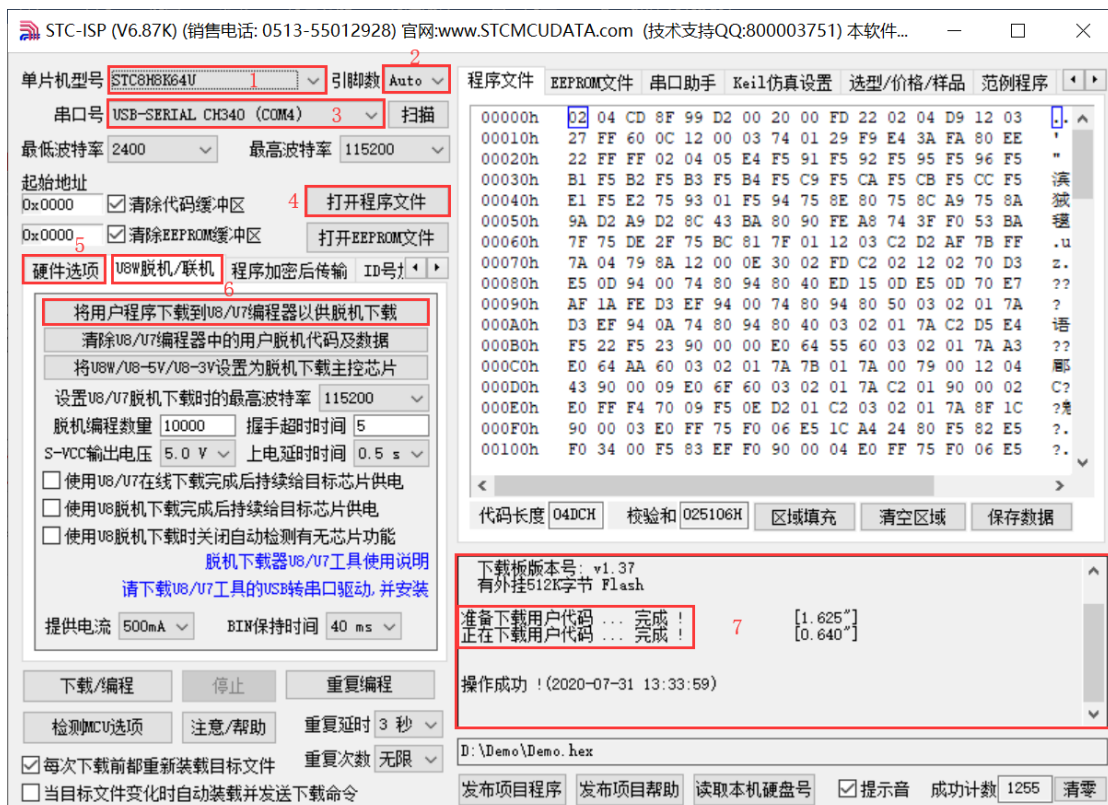 STC-ISP (V6.87K) (销售电话: 0513-55012928) 官网:www.STCMCUDATA.com (技术支持QQ:800003751) 本软件...
单片机型号 STC8H8K64U 1 引脚数 2 Auto
串口号 USB-SERIAL CH340 (COM4) 3 扫描
最低波特率 2400 最高波特率 115200
起始地址
0x0000 清除代码缓冲区 4 打开程序文件
0x0000 清除EEPROM缓冲区 打开EEPROM文件
5 5
硬件选项 U8W脱机/联机 程序加密后传输 ID号
6
将用户程序下载到U8/U7编程器以供脱机下载
清除U8/U7编程器中的用户脱机代码及数据
将U8W/U8-5V/U8-3V设置为脱机下载主控芯片
设置U8/U7脱机下载时的最高波特率 115200
脱机编程数量 10000 握手超时时间 5
S-VCC输出电压 5.0 V 上电延时时间 0.5 s
使用U8/U7在线下载完成后持续给目标芯片供电
使用U8脱机下载完成后持续给目标芯片供电
使用U8脱机下载时关闭自动检测有无芯片功能
脱机下载器U8/U7工具使用说明
请下载U8/U7工具的USB转串口驱动,并安装
提供电流 500mA BIN保持时间 40 ms
下载/编程 停止 重复编程
检测MCU选项 注意/帮助 重复延时 3 秒
每次下载前都重新装载目标文件 重复次数 无限
当目标文件变化时自动装载并发送下载命令
程序文件 EEPROM文件 串口助手 Keil仿真设置 选型/价格/样品 范例程序
00000h 02 04 CD 8F 99 D2 00 20 00 FD 22 02 04 D9 12 03 .
00010h 27 FF 60 0C 12 00 03 74 01 29 F9 E4 3A FA 80 EE '
00020h 22 FF FF 02 04 05 E4 F5 91 F5 92 F5 95 F5 96 F5 "
00030h B1 F5 B2 F5 B3 F5 B4 F5 C9 F5 CA F5 CB F5 CC F5 滨
00040h E1 F5 E2 75 93 01 F5 94 75 8E 80 75 8C A9 75 8A
00050h 9A D2 A9 D2 8C 43 BA 80 90 FE A8 74 3F F0 53 BA
00060h 7F 75 DE 2F 75 BC 81 7F 01 12 03 C2 D2 AF 7B FF .u
00070h 7A 04 79 8A 12 00 0E 30 02 FD C2 02 12 02 70 D3 z.
00080h E5 0D 94 00 74 80 94 80 40 ED 15 0D E5 0D 70 E7 ??
00090h AF 1A FE D3 EF 94 00 74 80 94 80 50 03 02 01 7A ?
000A0h D3 EF 94 0A 74 80 94 80 40 03 02 01 7A C2 D5 E4 语
000B0h F5 22 F5 23 90 00 00 E0 64 55 60 03 02 01 7A A3 ??
000C0h E0 64 AA 60 03 02 01 7A 7B 01 7A 00 79 00 12 04 郿
000D0h 43 90 00 09 E0 6F 60 03 02 01 7A C2 01 90 00 02 C?
000E0h E0 FF F4 70 09 F5 0E D2 01 C2 03 02 01 7A 8F 1C
000F0h 90 00 03 E0 FF 75 F0 06 E5 1C A4 24 80 F5 82 E5 ?.
00100h F0 34 00 F5 83 EF F0 90 00 04 E0 FF 75 F0 06 E5 ?.
代码长度 04DCH 校验和 025106H 区域填充 清空区域 保存数据
下载板版本号: v1.37
有外挂512K字节 Flash
准备下载用户代码 ... 完成 ! [1.625"]
正在下载用户代码 ... 完成 ! 7 [0.640"]
操作成功 !(2020-07-31 13:33:59)
D:\Demo\Demo.hex
发布项目程序 发布项目帮助 读取本机硬盘号 提示音 成功计数 1255 清零